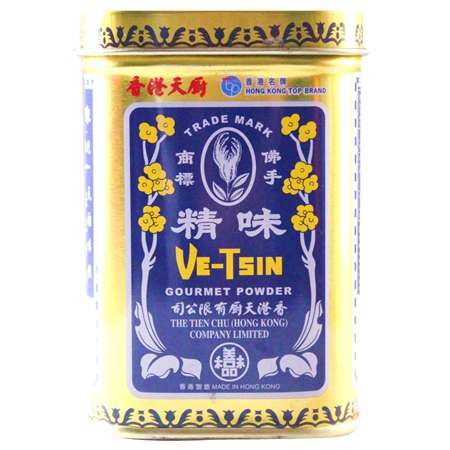 香港天厨
香港名牌
HONG KONG TOP BRAND
TRADE MARK
佛手
商標
味精
VE-TSIN
GOURMET POWDER
香港天厨有限公司
THE TIEN CHU (HONG KONG)
COMPANY LIMITED
香港製造 MADE IN HONG KONG